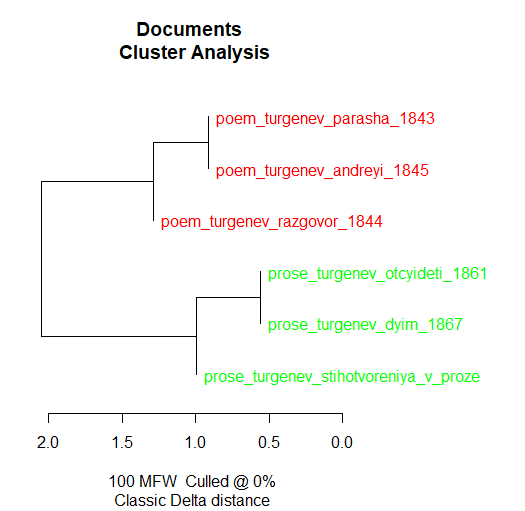 Documents
Cluster Analysis
poem_turgenev_parasha_1843
poem_turgenev_andreyi_1845
poem_turgenev_razgovor_1844
prose_turgenev_otcyideti_1861
prose_turgenev_dyim_1867
prose_turgenev_stihotvoreniya_v_proze
2.0 1.5 1.0 0.5 0.0
100 MFW Culled @ 0%
Classic Delta distance